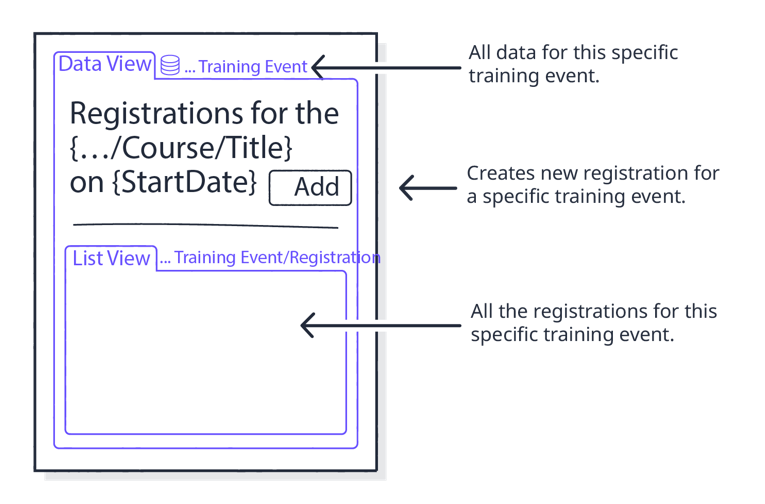 Data View ... Training Event
All data for this specific
training event.
Registrations for the
{.../Course/Title}
on {StartDate} Add
Creates new registration for
a specific training event.
List View ... Training Event/Registration
All the registrations for this
specific training event.